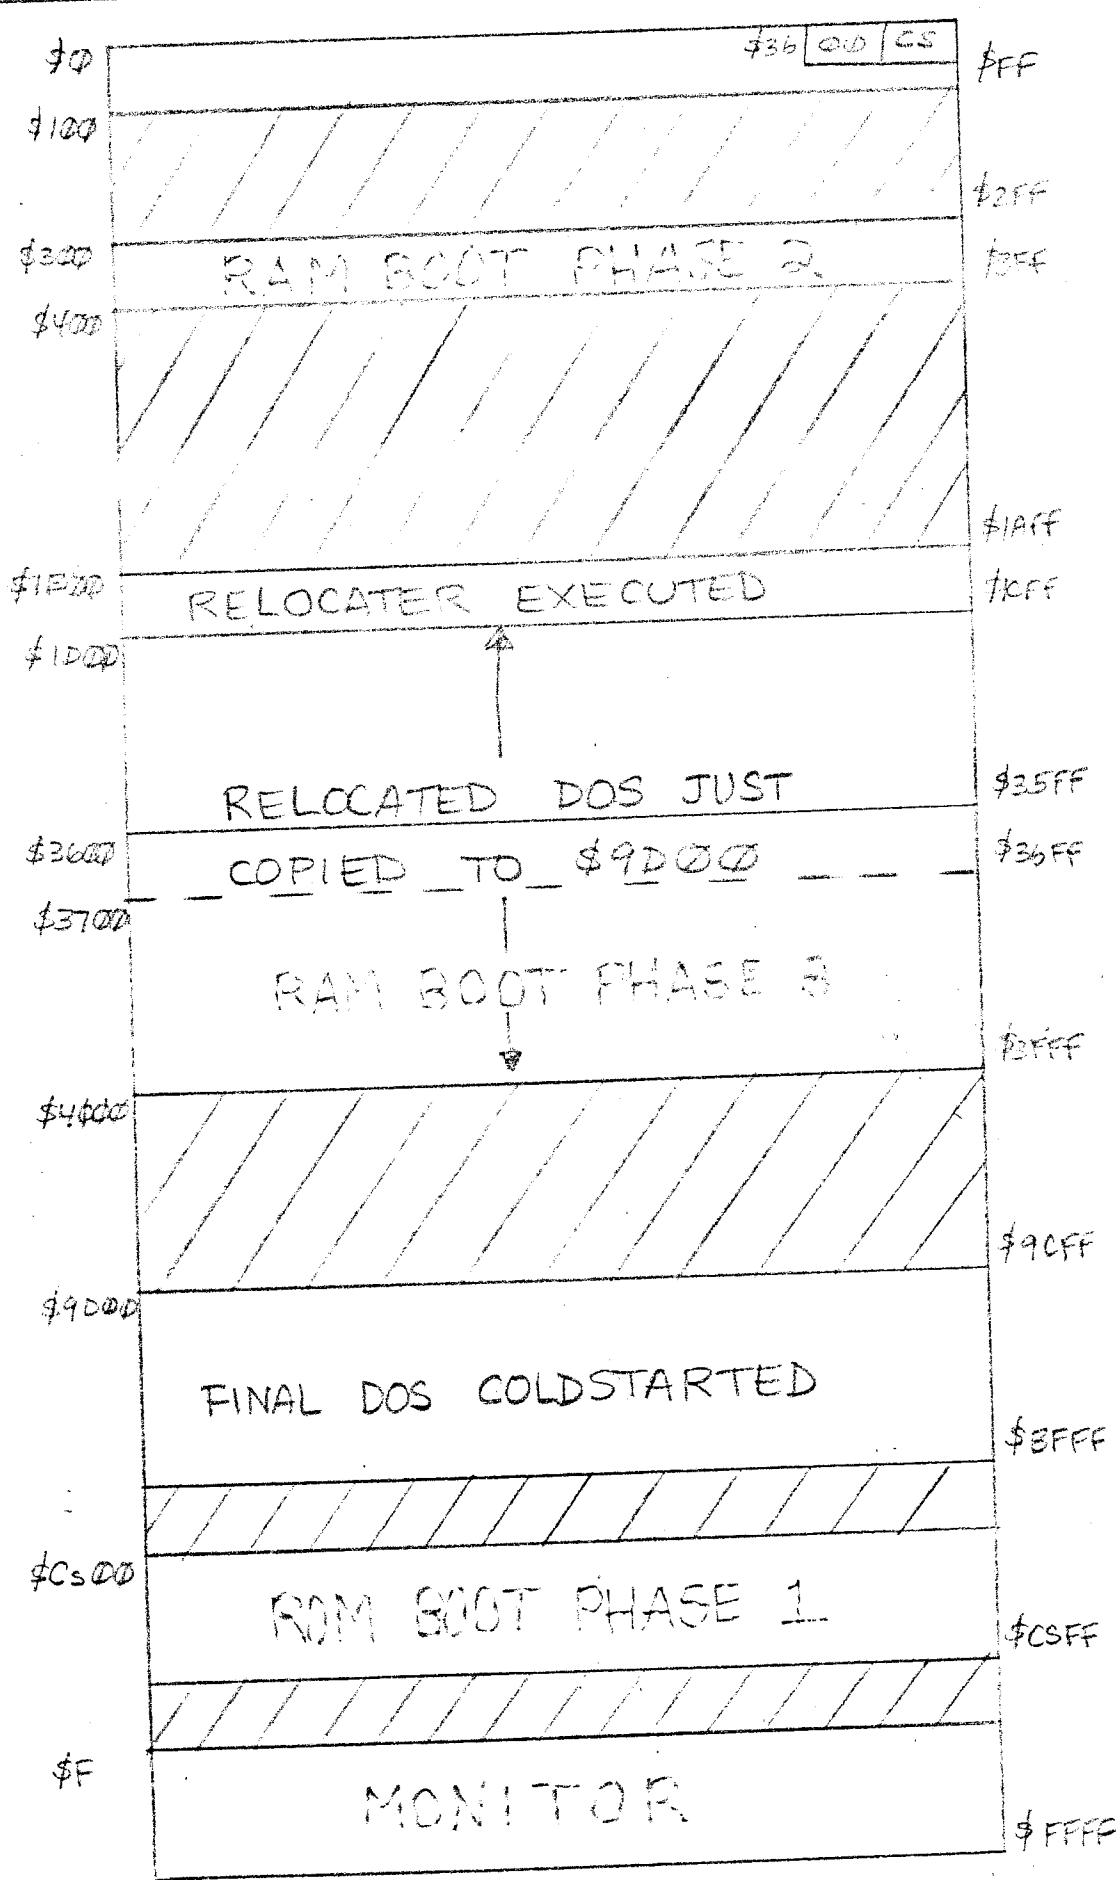 $0 $36 00 CS $FF
$100
$2FF
$300 RAM BOOT PHASE 2 $3FF
$400
$1AFF
$1B00 RELOCATER EXECUTED $1CFF
$1D00
RELOCATED DOS JUST $35FF
$3600 COPIED TO $9D00 $36FF
$3700
RAM BOOT PHASE 3
$3FFF
$4000
$9CFF
$9D00
FINAL DOS COLDSTARTED
$BFFF
$Cs00
ROM BOOT PHASE 1
$CSFF
$F
MONITOR
$FFFF